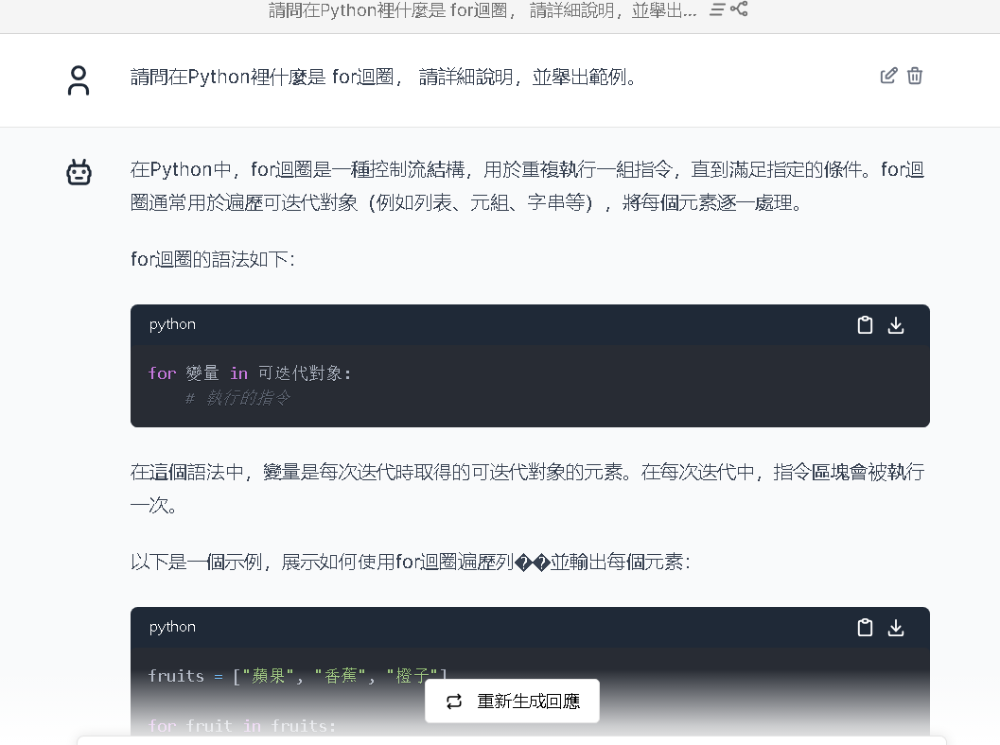 請問在Python裡什麼是 for迴圈， 請詳細說明，並舉出...
請問在Python裡什麼是 for迴圈， 請詳細說明，並舉出範例。
在Python中，for迴圈是一種控制流結構，用於重複執行一組指令，直到滿足指定的條件。for迴
圈通常用於遍歷可迭代對象（例如列表、元組、字串等），將每個元素逐一處理。
for迴圈的語法如下：
python
for 變量 in 可迭代對象:
# 執行的指令
在這個語法中，變量是每次迭代時取得的可迭代對象的元素。在每次迭代中，指令區塊會被執行
一次。
以下是一個示例，展示如何使用for迴圈遍歷列��並輸出每個元素：
python
fruits = ["蘋果", "香蕉", "橙子"]
重新生成回應
for fruit in fruits: